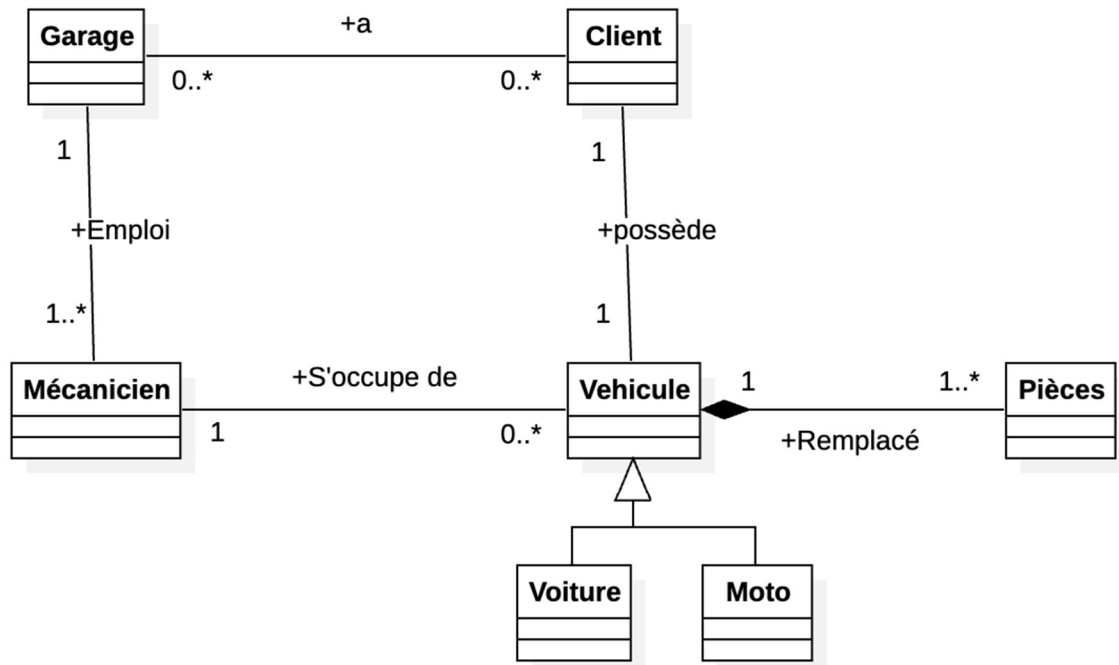 Garage
+a
Client
0..*
0..*
1
1
+Emploi
+possède
1..*
1
Mécanicien
+S'occupe de
Vehicule
1
1..*
Pièces
1
0..*
+Remplacé
Voiture
Moto